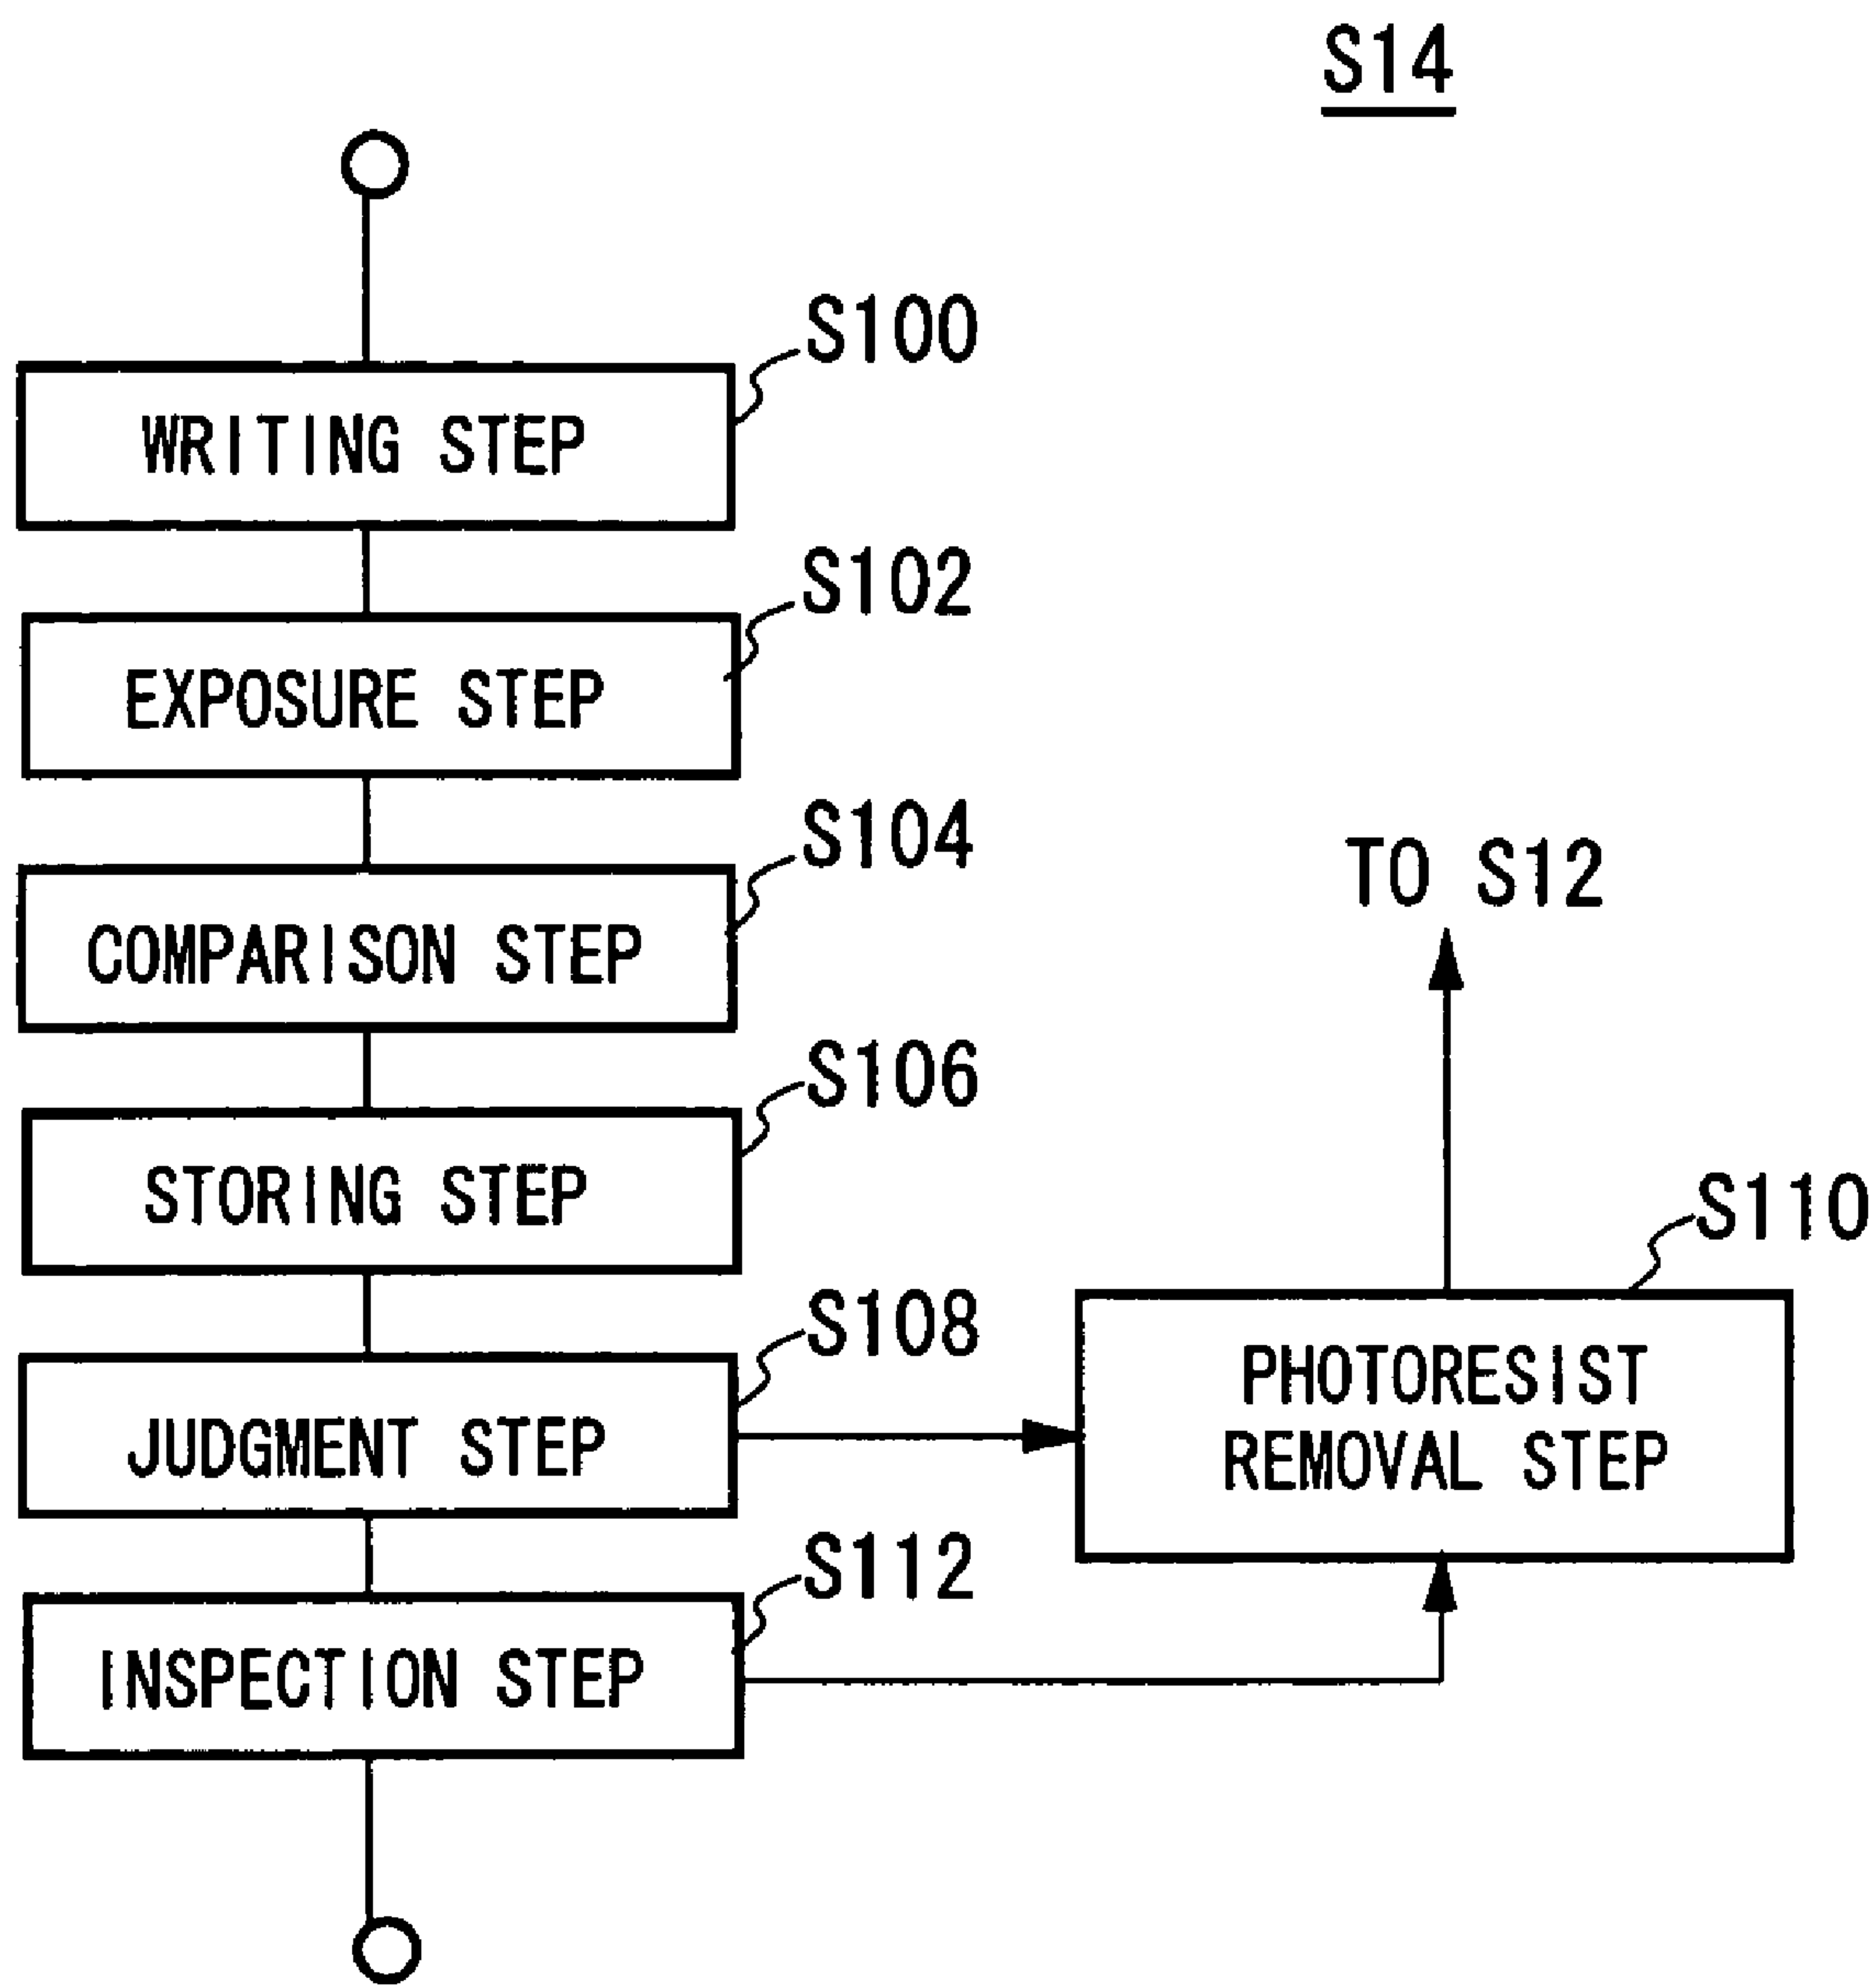 S14
S100
WRITING STEP
S102
EXPOSURE STEP
S104
COMPARISON STEP
TO S12
S106
STORING STEP
S110
S108
JUDGMENT STEP
PHOTORESIST
REMOVAL STEP
S112
INSPECTION STEP